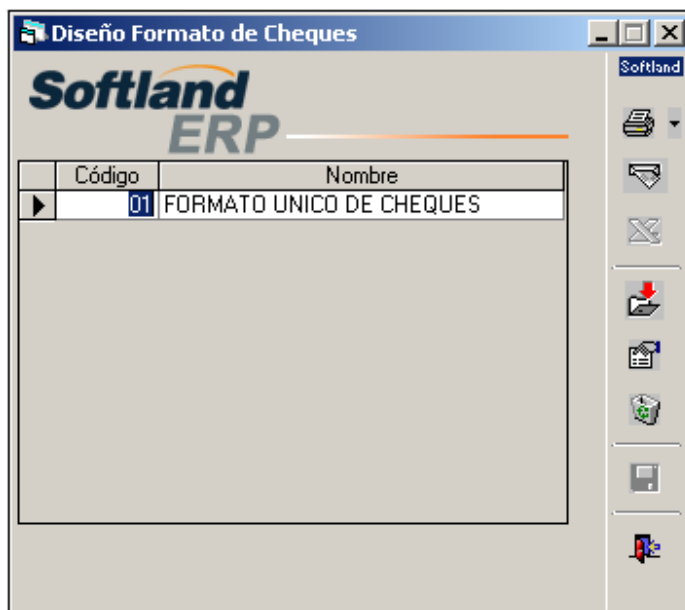 Diseño Formato de Cheques
Softland
Softland
ERP
Código Nombre
01 FORMATO UNICO DE CHEQUES